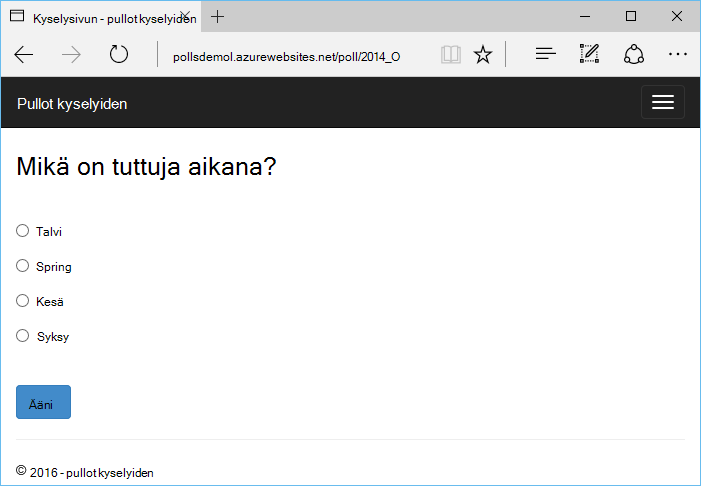 Kyselysivun - pullot kyselyiden
pollsdemol.azurewebsites.net/poll/2014_O
Pullot kyselyiden
Mikä on tuttuja aikana?
Talvi
Spring
Kesä
Syksy
Ääni
© 2016 - pullot kyselyiden